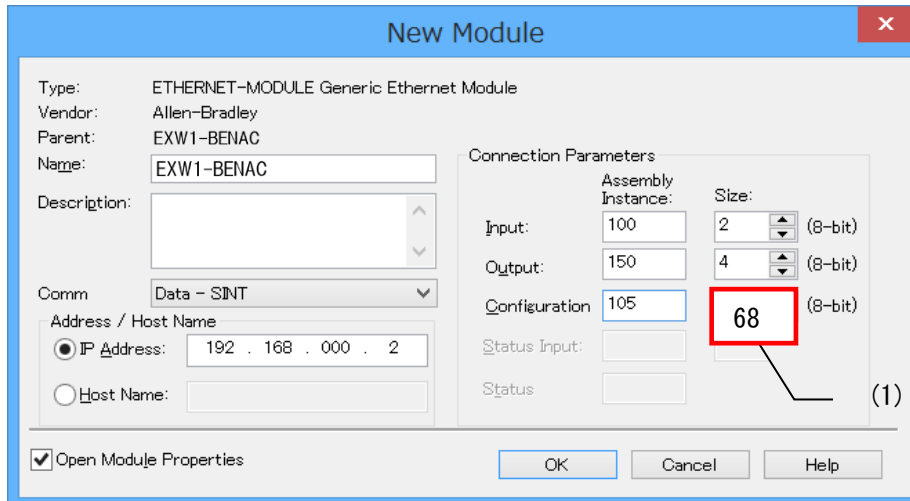 New Module
x
Type: ETHERNET-MODULE Generic Ethernet Module
Vendor: Allen-Bradley
Parent: EXW1-BENAC
Name: EXW1-BENAC
Description:
Comm Data - SINT
Address / Host Name
IP Address: 192 . 168 . 000 . 2
Host Name:
Connection Parameters
Assembly
Instance: Size:
Input: 100 2 (8-bit)
Output: 150 4 (8-bit)
Configuration 105 68 (8-bit)
Status Input:
Status
(1)
Open Module Properties
OK Cancel Help